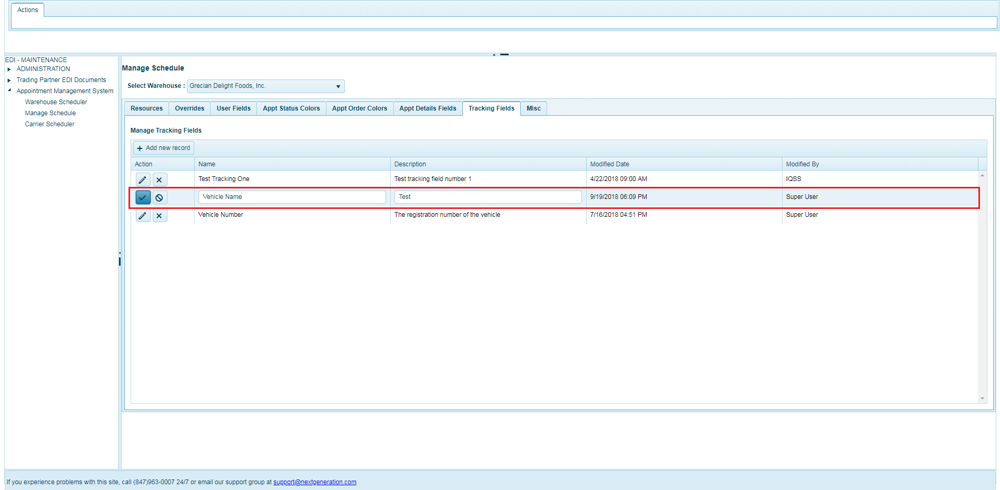 Actions
EDI - MAINTENANCE
ADMINISTRATION
Trading Partner EDI Documents
Appointment Management System
Warehouse Scheduler
Manage Schedule
Carrier Scheduler
Manage Schedule
Select Warehouse : Grecian Delight Foods, Inc.
Resources Overrides User Fields Appt Status Colors Appt Order Colors Appt Details Fields Tracking Fields Misc
Manage Tracking Fields
+ Add new record
Action Name Description Modified Date Modified By
Test Tracking One Test tracking field number 1 4/22/2018 09:00 AM IQSS
Vehicle Name Test 9/19/2018 06:09 PM Super User
Vehicle Number The registration number of the vehicle 7/16/2018 04:51 PM Super User
If you experience problems with this site, call (847)963-0007 24/7 or email our support group at support@nextgeneration.com